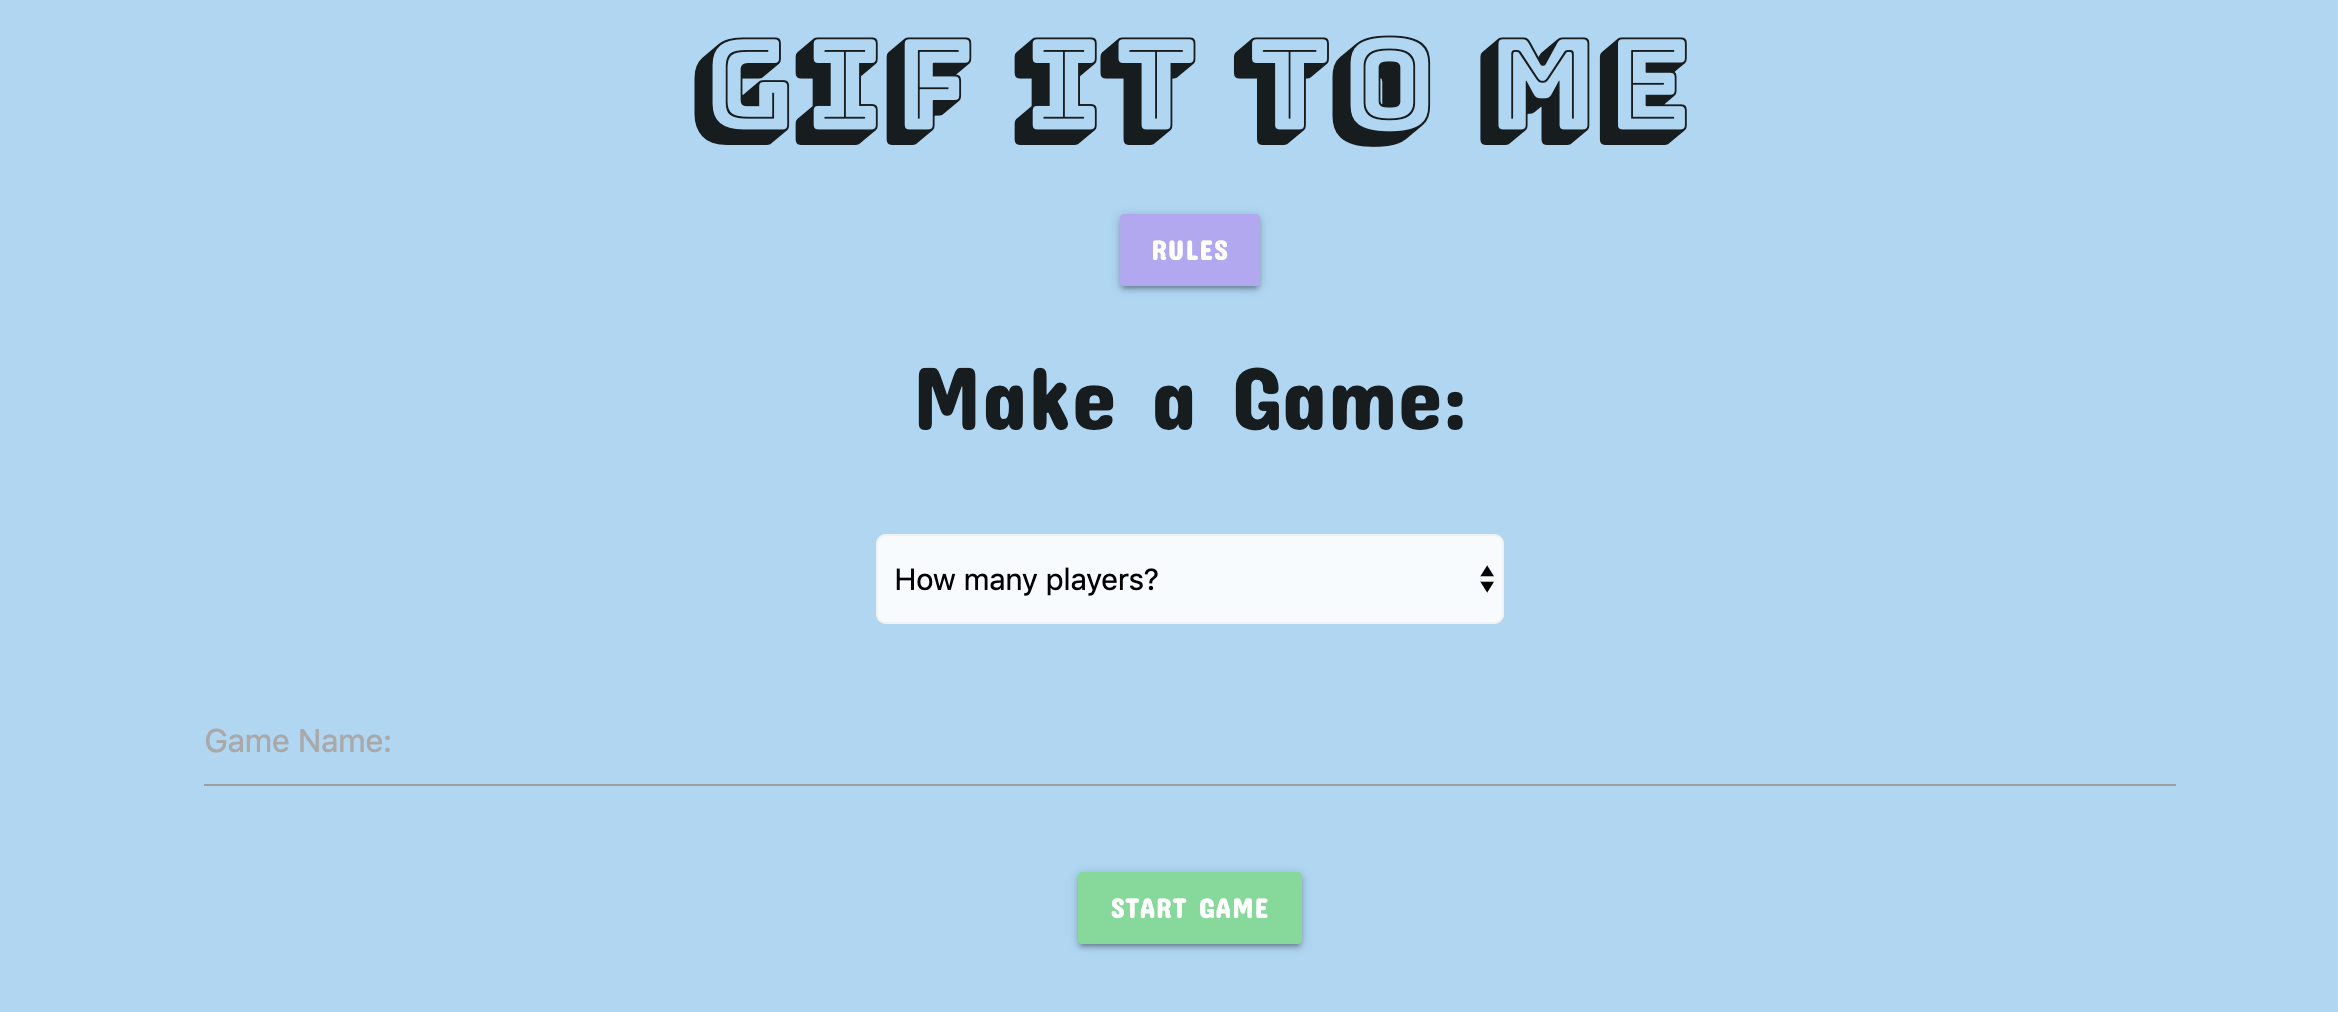 GIF IT TO ME
RULES
Make a Game:
How many players?
Game Name:
START GAME